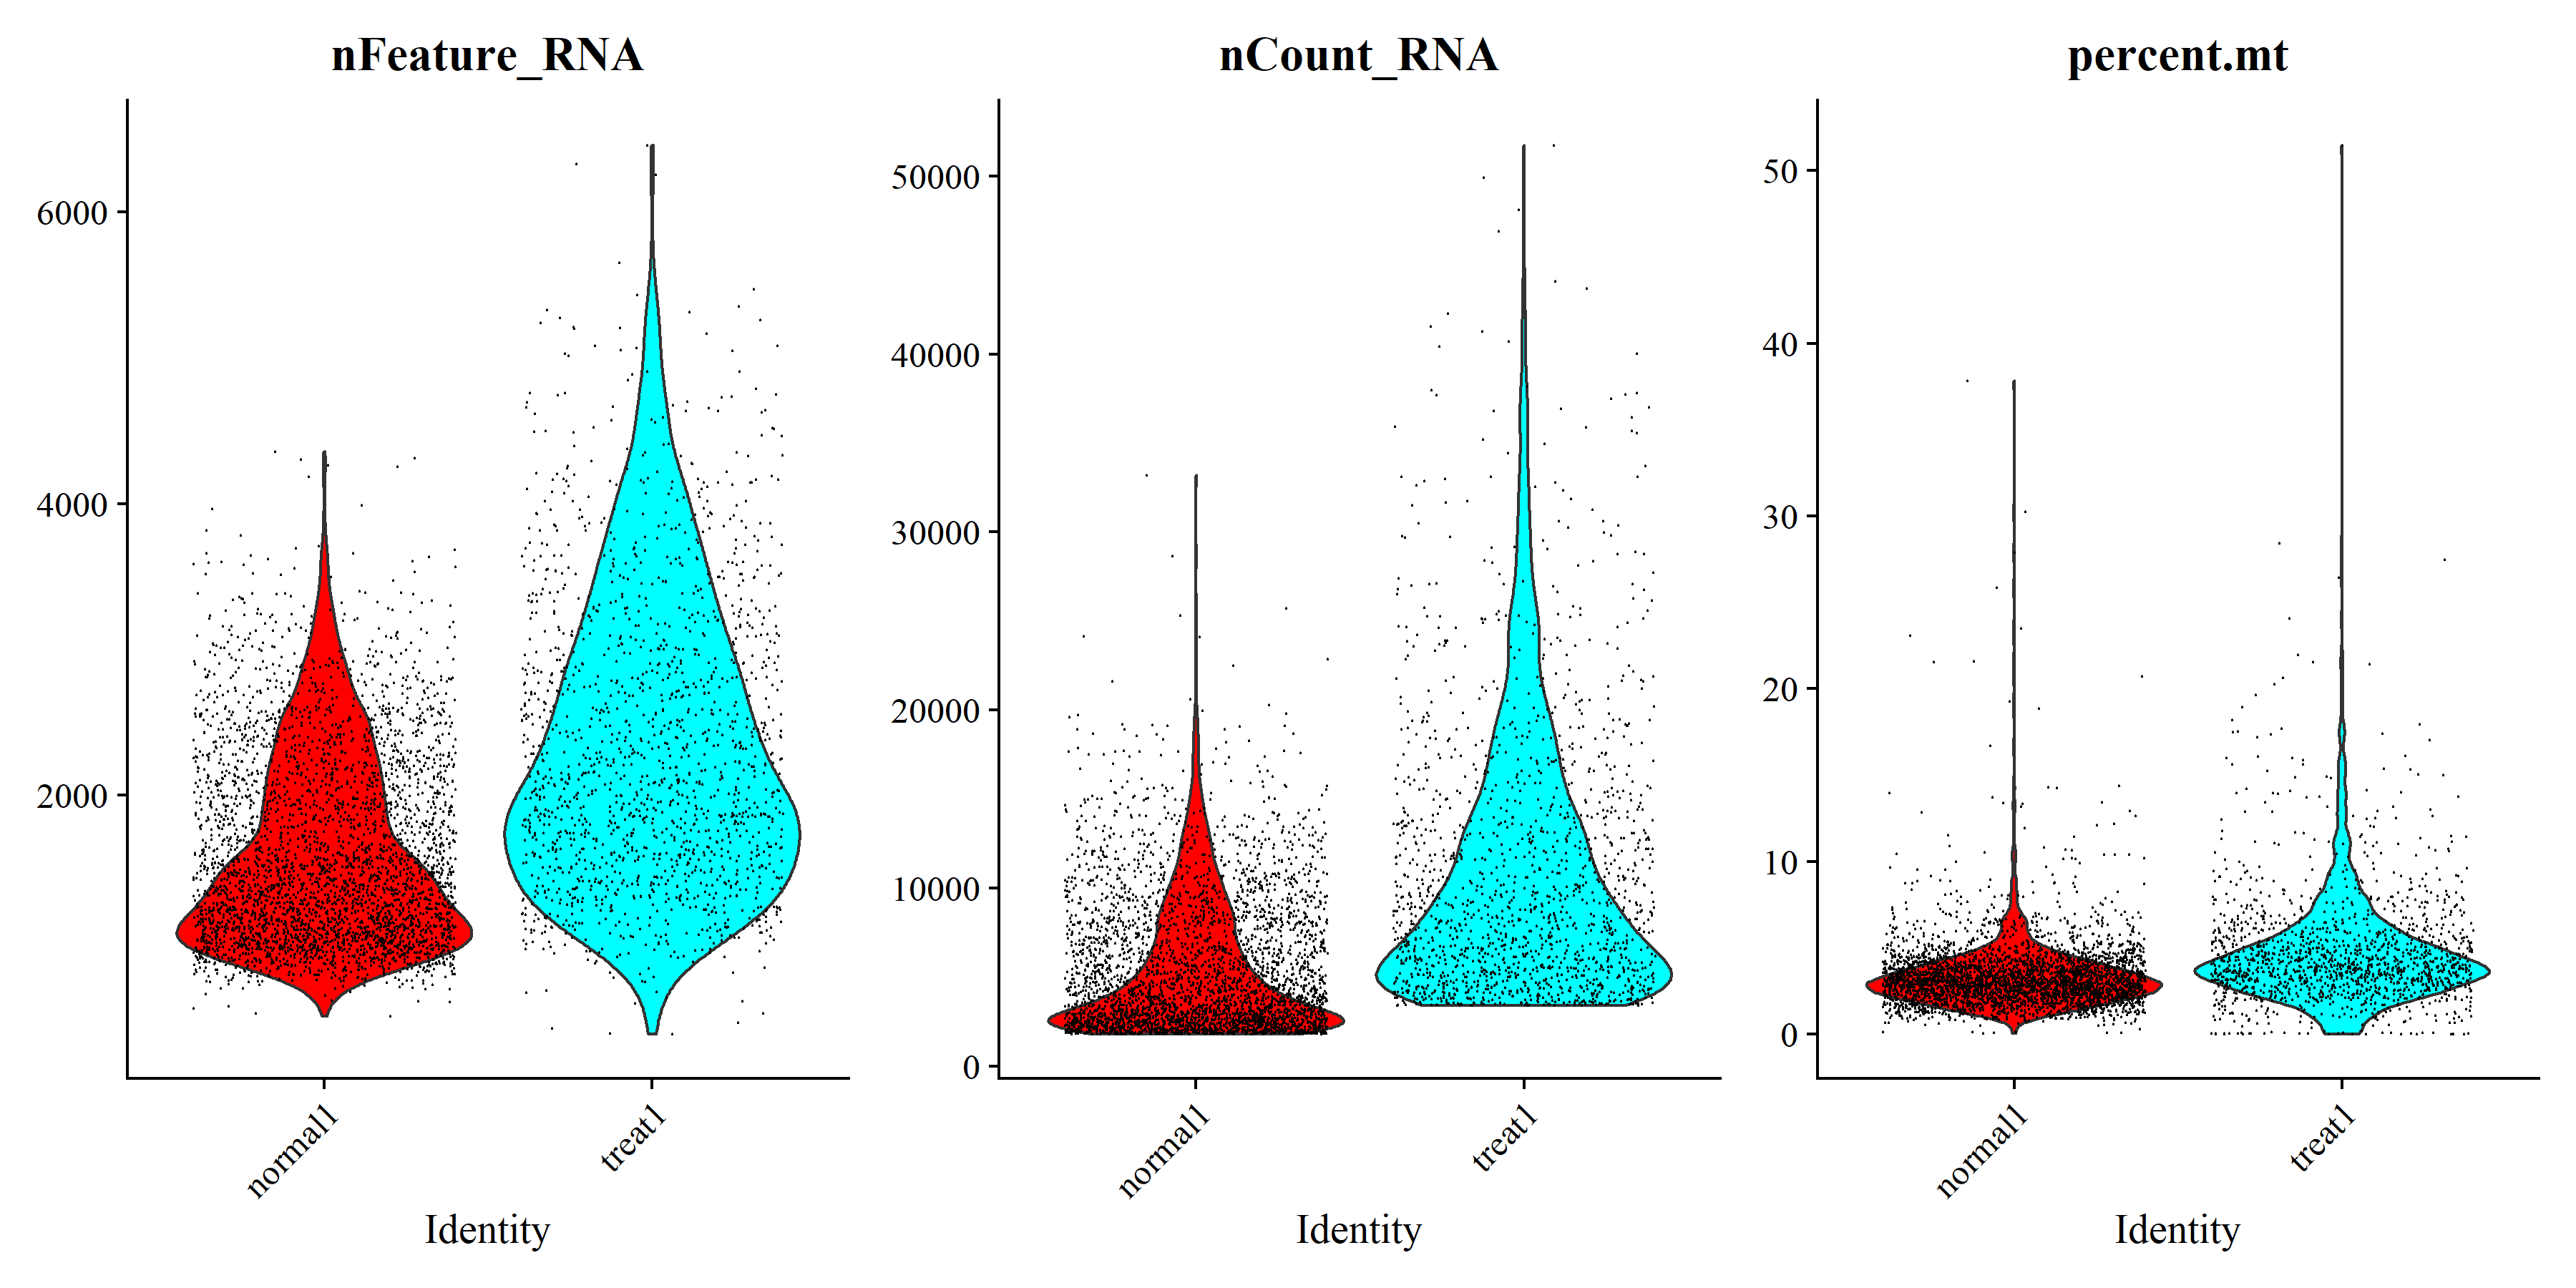 nFeature_RNA
6000
4000
2000
normal1
treat1
Identity
nCount_RNA
50000
40000
30000
20000
10000
0
normal1
treat1
Identity
percent.mt
50
40
30
20
10
0
normal1
treat1
Identity